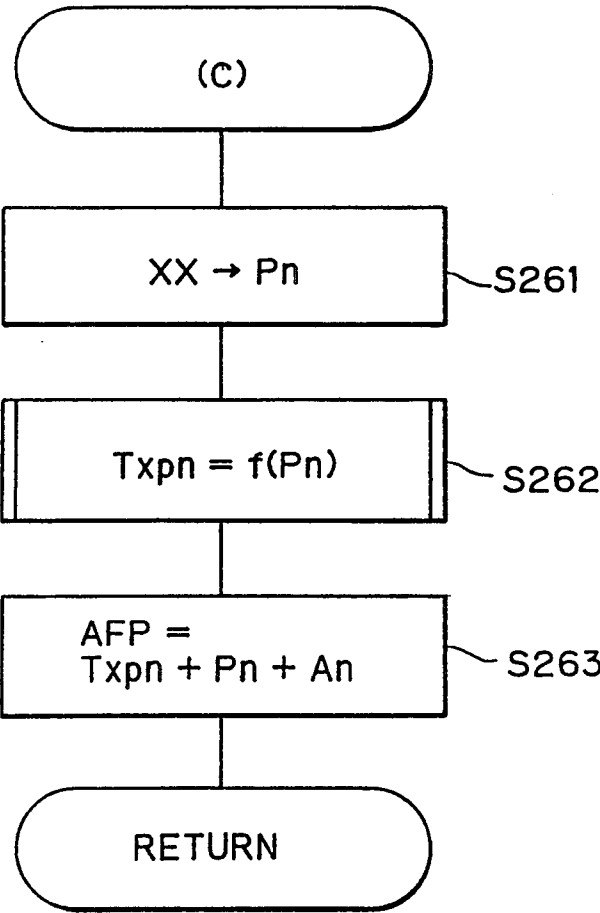 (C)
XX → Pn
S261
Txpn = f(Pn)
S262
AFP =
Txpn + Pn + An
S263
RETURN